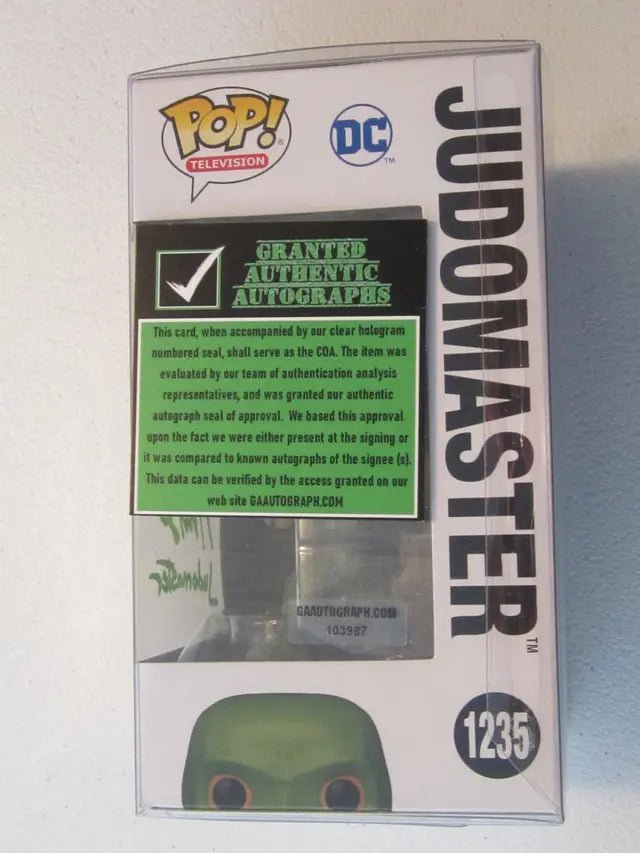 POP!
TELEVISION
DC
TM
JUDOMASTER
TM
GRANTED
AUTHENTIC
AUTOGRAPHS
This card, when accompanied by our clear hologram
numbered seal, shall serve as the COA. The item was
evaluated by our team of authentication analysis
representatives, and was granted our authentic
autograph seal of approval. We based this approval
upon the fact we were either present at the signing or
it was compared to known autographs of the signee (s).
This data can be verified by the access granted on our
web site GAAUTOGRAPH.COM
Judomaster
GAAUTOGRAPH.COM
103987
1235